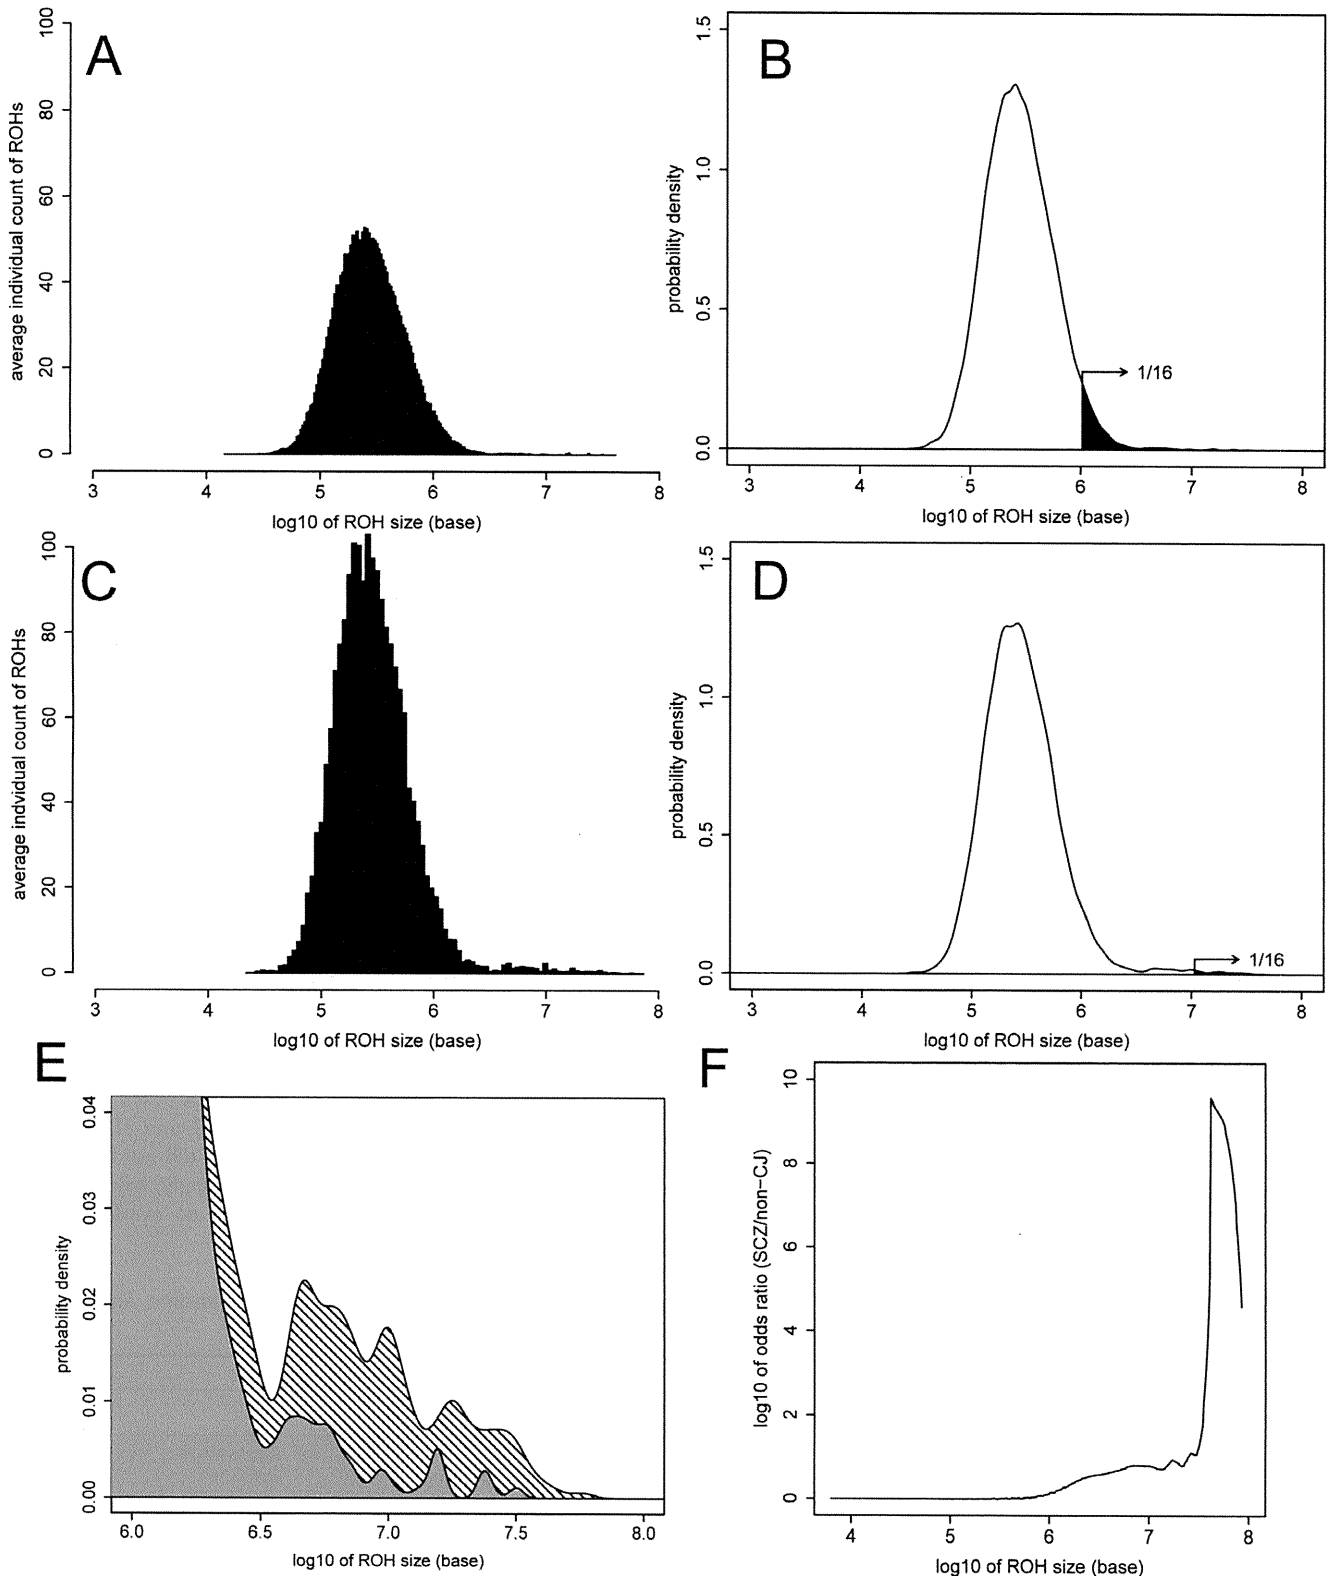 A
average individual count of ROHs
100
80
60
40
20
0
3 4 5 6 7 8
log10 of ROH size (base)
B
probability density
1.5
1.0
0.5
0.0
1/16
3 4 5 6 7 8
log10 of ROH size (base)
C
average indvidual count of ROHs
100
80
60
40
20
0
3 4 5 6 7 8
log10 of ROH size (base)
D
probability density
1.5
1.0
0.5
0.0
1/16
3 4 5 6 7 8
log10 of ROH size (base)
E
probability density
0.04
0.03
0.02
0.01
0.00
6.0 6.5 7.0 7.5 8.0
log10 of ROH size (base)
F
log10 of odds ratio (SCZ/non−CJ)
10
8
6
4
2
0
4 5 6 7 8
log10 of ROH size (base)